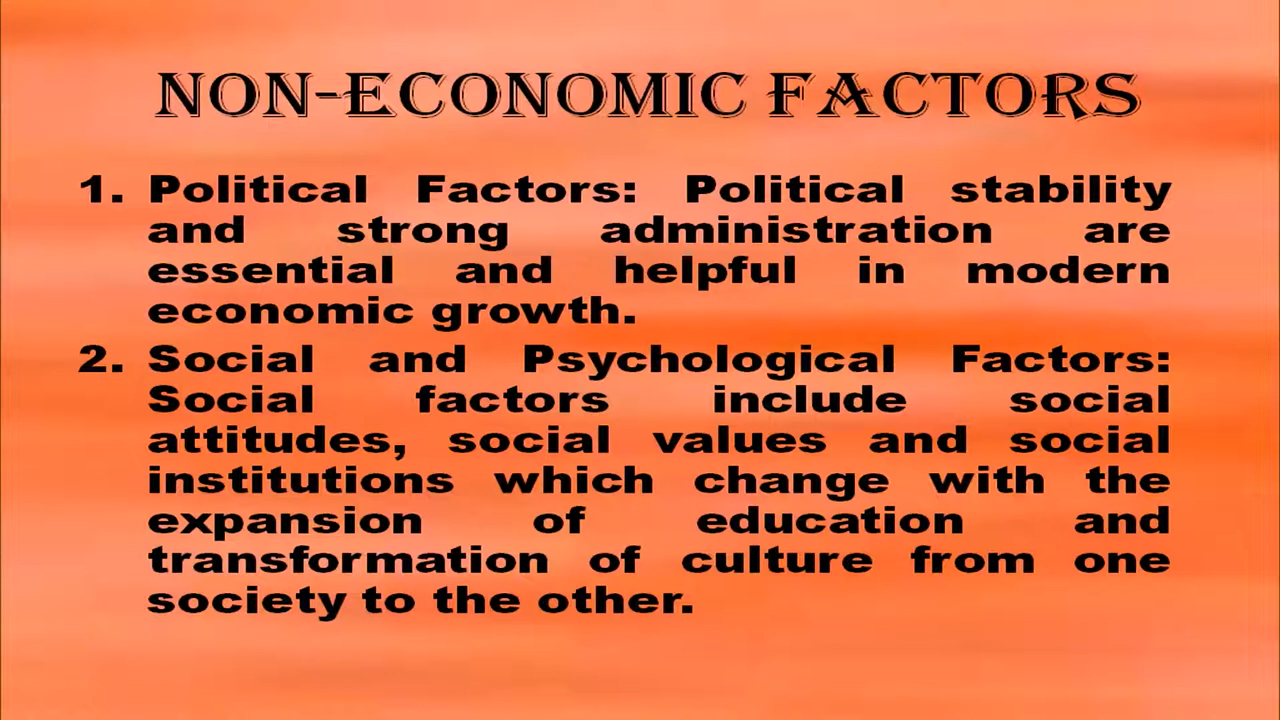 NON-ECONOMIC FACTORS
1. Political Factors: Political stability
and strong administration are
essential and helpful in modern
economic growth.
2. Social and Psychological Factors:
Social factors include social
attitudes, social values and social
institutions which change with the
expansion of education and
transformation of culture from one
society to the other.